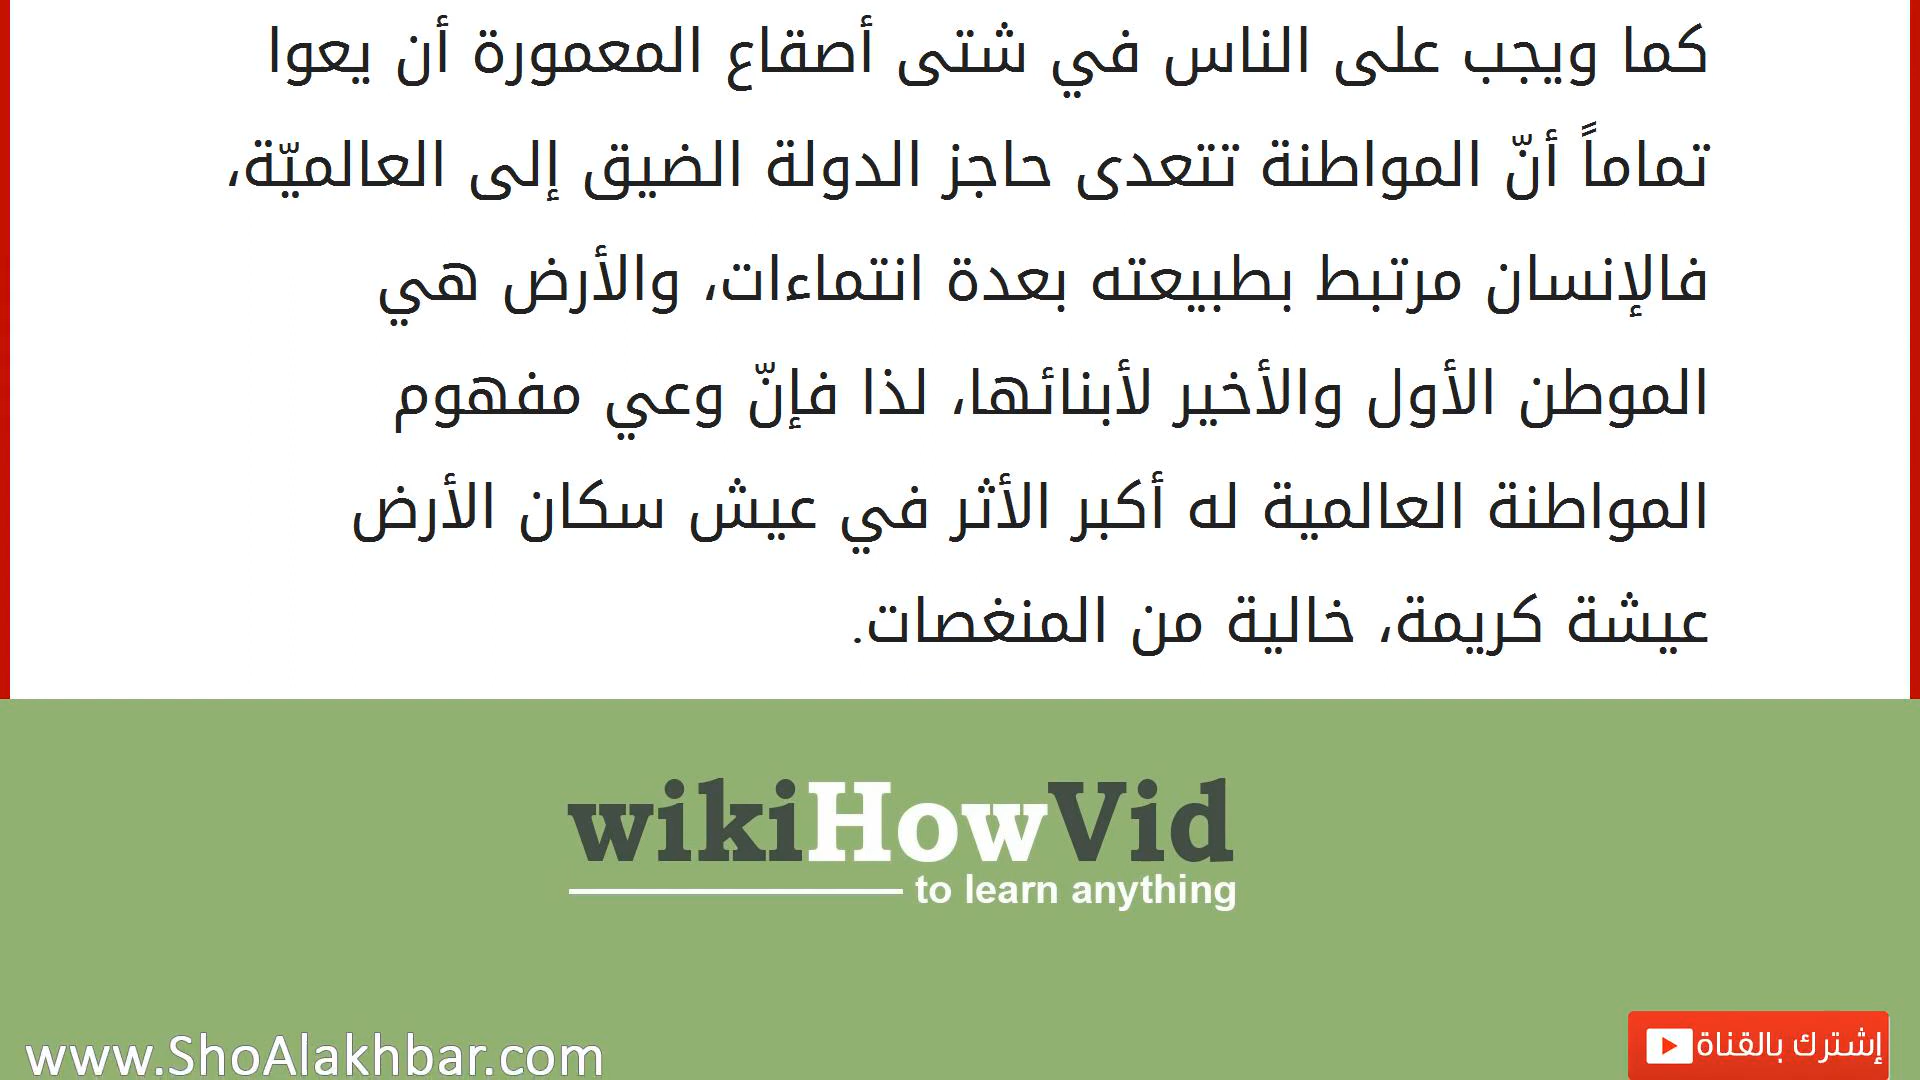 كما ويجب على الناس في شتى أصقاع المعمورة أن يعوا
تماماً أنّ المواطنة تتعدى حاجز الدولة الضيق إلى العالميّة،
فالإنسان مرتبط بطبيعته بعدة انتماءات، والأرض هي
الموطن الأول والأخير لأبنائها، لذا فإنّ وعي مفهوم
المواطنة العالمية له أكبر الأثر في عيش سكان الأرض
عيشة كريمة، خالية من المنغصات.
wikiHowVid
to learn anything
www.ShoAlakhbar.com
إشترك بالقناة